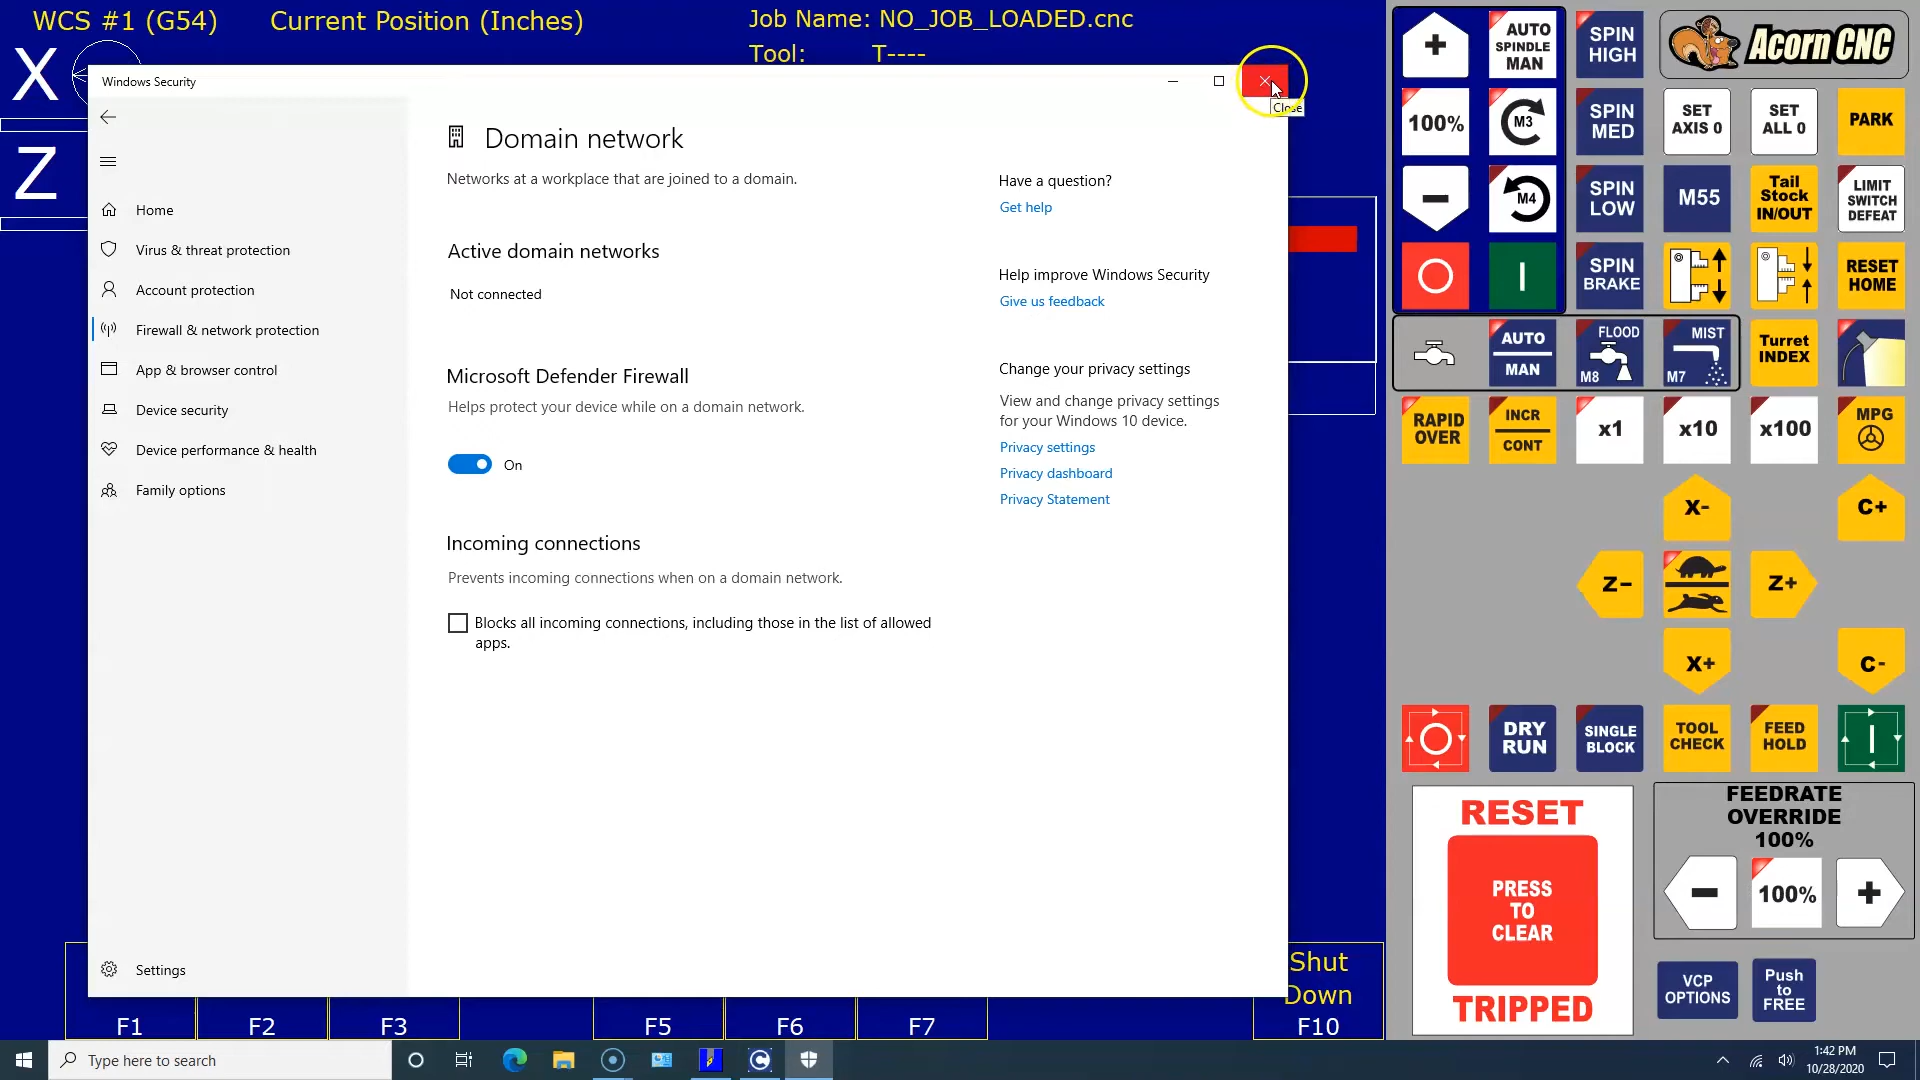 WCS #1 (G54)
Current Position (Inches)
Job Name: NO_JOB_LOADED.cnc
Tool: T----
X
Z
Windows Security
Close
Home
Virus & threat protection
Account protection
Firewall & network protection
App & browser control
Device security
Device performance & health
Family options
Settings
Domain network
Networks at a workplace that are joined to a domain.
Active domain networks
Not connected
Microsoft Defender Firewall
Helps protect your device while on a domain network.
On
Incoming connections
Prevents incoming connections when on a domain network.
Blocks all incoming connections, including those in the list of allowed
apps.
Have a question?
Get help
Help improve Windows Security
Give us feedback
Change your privacy settings
View and change privacy settings
for your Windows 10 device.
Privacy settings
Privacy dashboard
Privacy Statement
F1
F2
F3
F5
F6
F7
Shut
Down
F10
+
AUTO
SPINDLE
MAN
SPIN
HIGH
Acorn CNC
100%
M3
SPIN
MED
SET
AXIS 0
SET
ALL 0
PARK
M4
SPIN
LOW
M55
Tail
Stock
IN/OUT
LIMIT
SWITCH
DEFEAT
SPIN
BRAKE
RESET
HOME
AUTO
MAN
FLOOD
M8
MIST
M7
Turret
INDEX
RAPID
OVER
INCR
CONT
x1
x10
x100
MPG
X-
C+
Z-
Z+
X+
C-
DRY
RUN
SINGLE
BLOCK
TOOL
CHECK
FEED
HOLD
RESET
PRESS
TO
CLEAR
TRIPPED
FEEDRATE
OVERRIDE
100%
-
100%
+
VCP
OPTIONS
Push
to
FREE
Type here to search
1:42 PM
10/28/2020